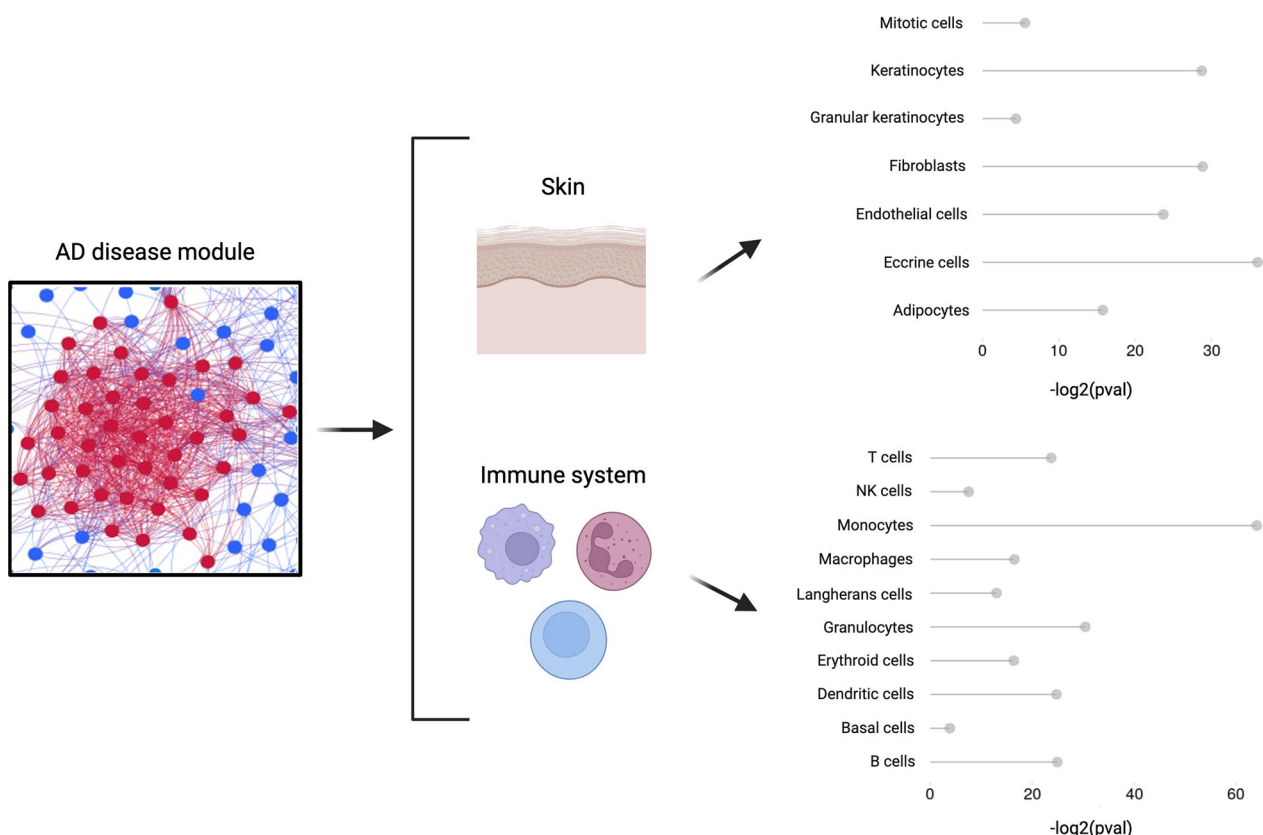 AD disease module
Skin
Immune system
Mitotic cells
Keratinocytes
Granular keratinocytes
Fibroblasts
Endothelial cells
Eccrine cells
Adipocytes
0 10 20 30
-log2(pval)
T cells
NK cells
Monocytes
Macrophages
Langherans cells
Granulocytes
Erythroid cells
Dendritic cells
Basal cells
B cells
0 20 40 60
-log2(pval)